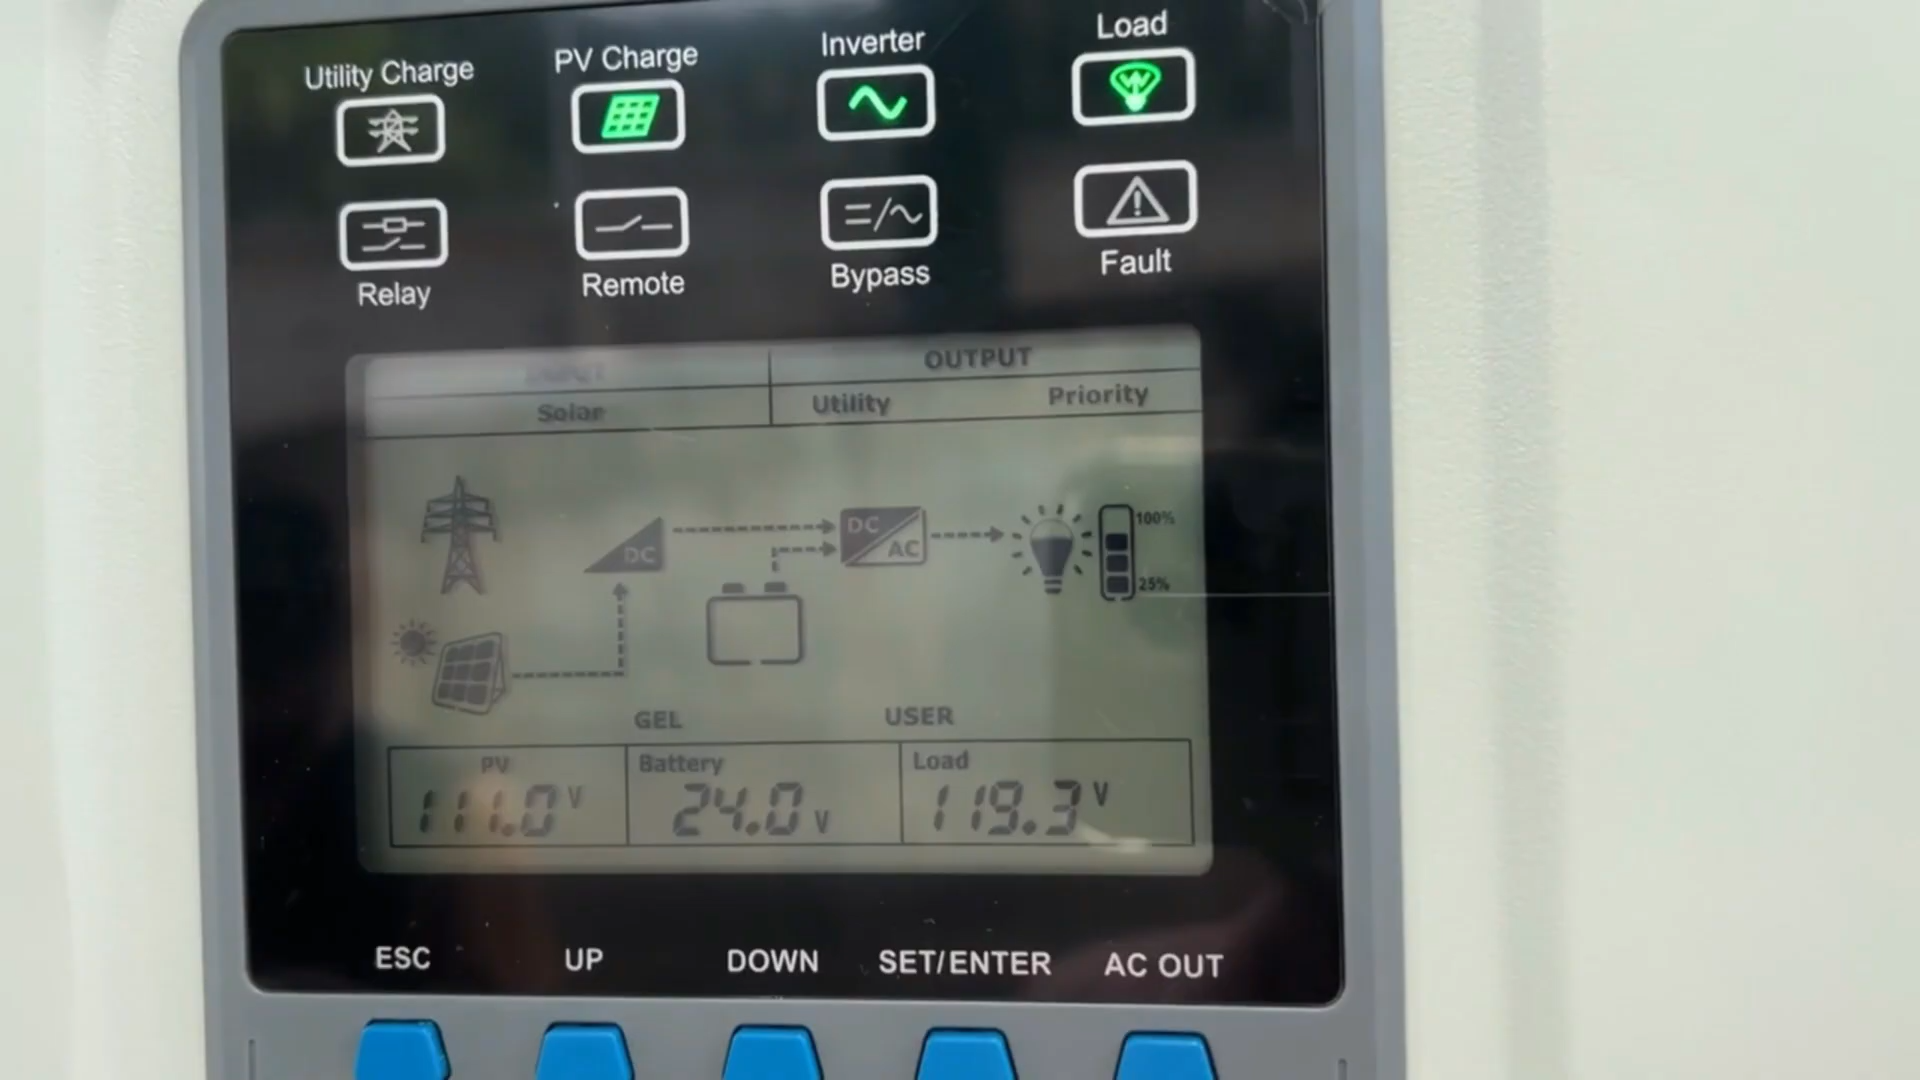 Utility Charge PV Charge Inverter Load
Relay Remote Bypass Fault
INPUT OUTPUT
Solar Utility Priority
DC DC AC 100%
25%
GEL USER
PV Battery Load
111.0 V 24.0 V 119.3 V
ESC UP DOWN SET/ENTER AC OUT